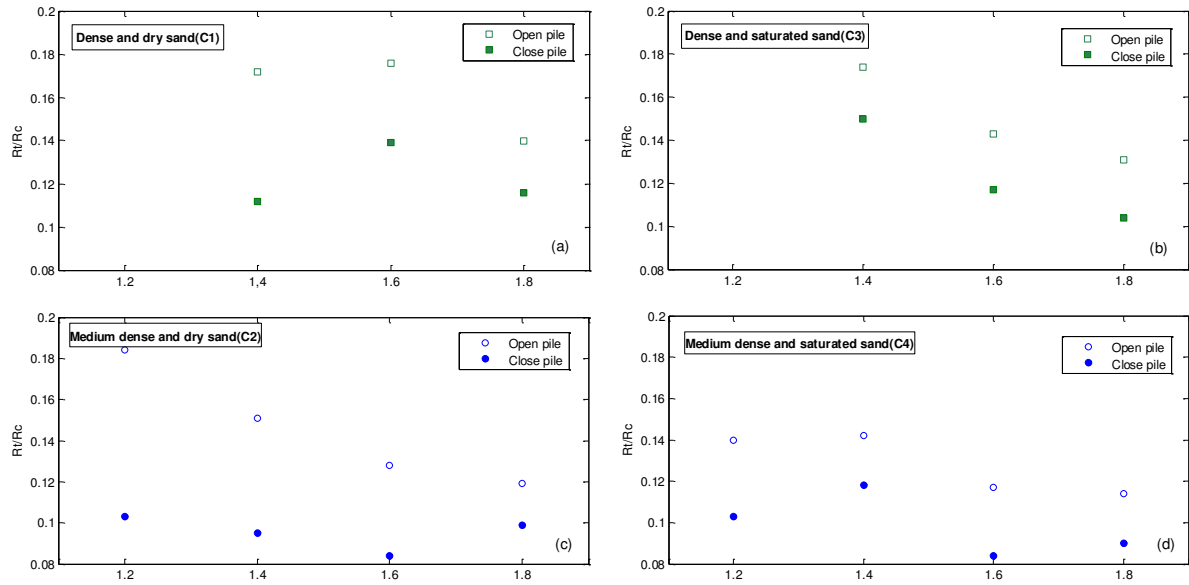 Dense and dry sand(C1)
Open pile
Close pile
Rt/Rc
0.2
0.18
0.16
0.14
0.12
0.1
0.08
1.2
1,4
1.6
1.8
(a)
Dense and saturated sand(C3)
Open pile
Close pile
Rt/Rc
0.2
0.18
0.16
0.14
0.12
0.1
0.08
1.2
1.4
1.6
1.8
(b)
Medium dense and dry sand(C2)
Open pile
Close pile
Rt/Rc
0.2
0.18
0.16
0.14
0.12
0.1
0.08
1.2
1.4
1.6
1.8
(c)
Medium dense and saturated sand(C4)
Open pile
Close pile
Rt/Rc
0.2
0.18
0.16
0.14
0.12
0.1
0.08
1.2
1.4
1.6
1.8
(d)